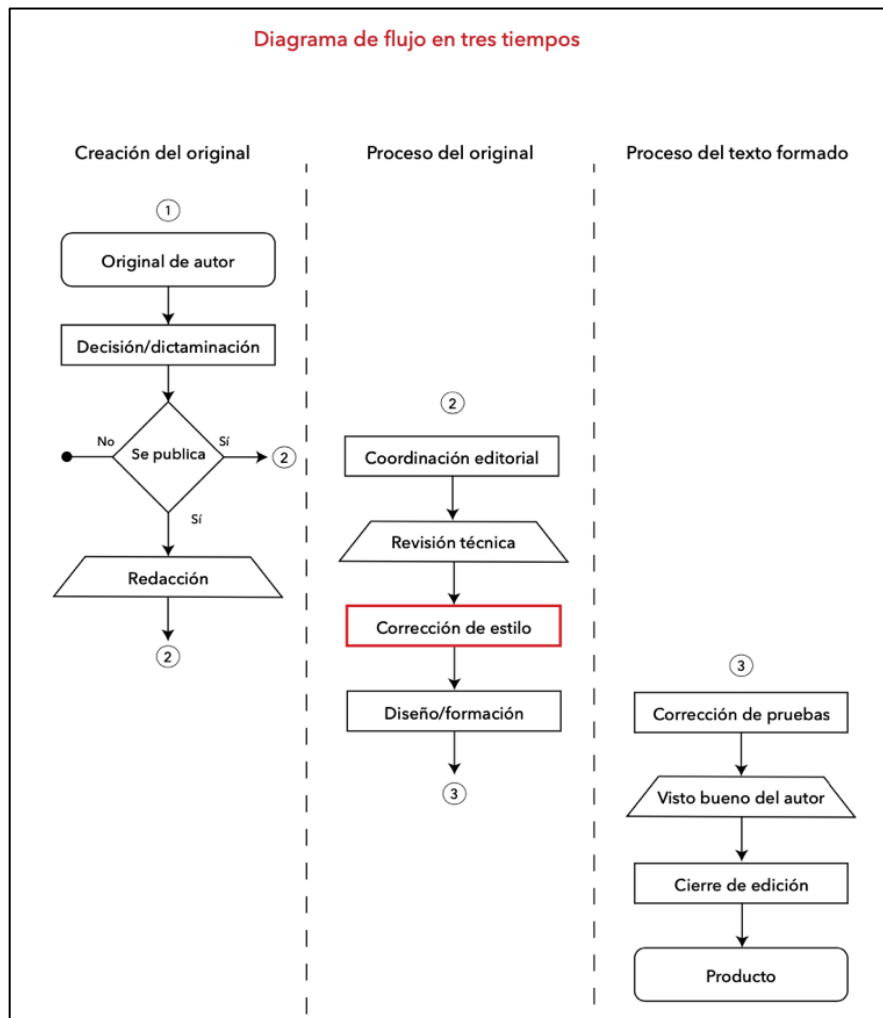 Diagrama de flujo en tres tiempos
Creación del original
1
Original de autor
Decisión/dictaminación
No
Se publica
Sí
2
Sí
Redacción
2
Proceso del original
2
Coordinación editorial
Revisión técnica
Corrección de estilo
Diseño/formación
3
Proceso del texto formado
3
Corrección de pruebas
Visto bueno del autor
Cierre de edición
Producto